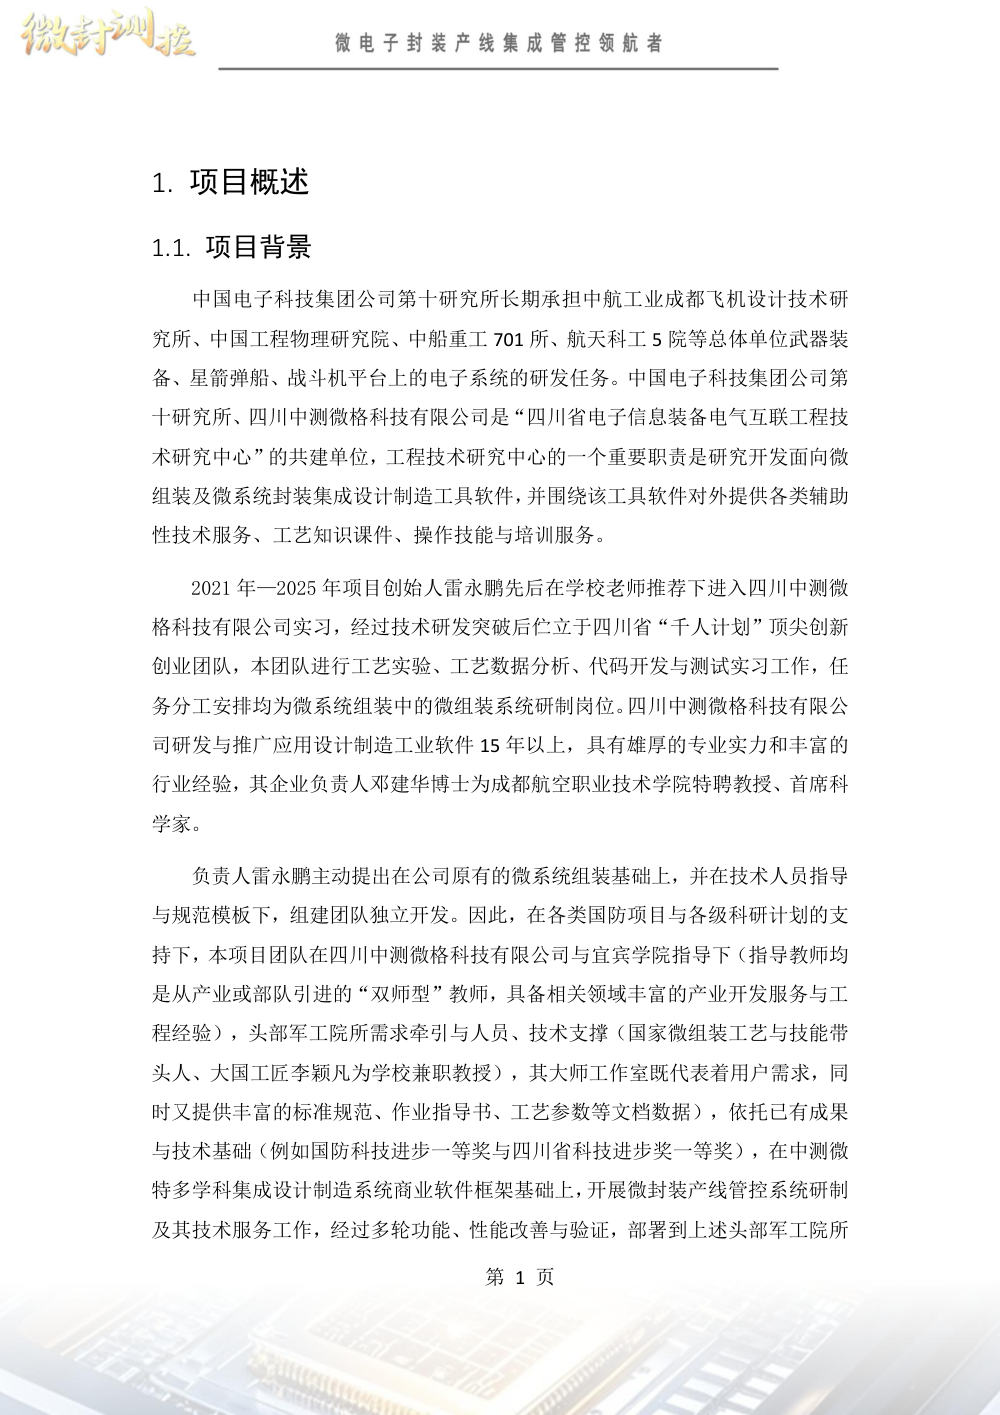 微封测控
微电子封装产线集成管控领航者
1. 项目概述
1.1. 项目背景
中国电子科技集团公司第十研究所长期承担中航工业成都飞机设计技术研
究所、中国工程物理研究院、中船重工 701 所、航天科工 5 院等总体单位武器装
备、星箭弹船、战斗机平台上的电子系统的研发任务。中国电子科技集团公司第
十研究所、四川中测微格科技有限公司是“四川省电子信息装备电气互联工程技
术研究中心”的共建单位，工程技术研究中心的一个重要职责是研究开发面向微
组装及微系统封装集成设计制造工具软件，并围绕该工具软件对外提供各类辅助
性技术服务、工艺知识课件、操作技能与培训服务。
2021 年—2025 年项目创始人雷永鹏先后在学校老师推荐下进入四川中测微
格科技有限公司实习，经过技术研发突破后伫立于四川省“千人计划”顶尖创新
创业团队，本团队进行工艺实验、工艺数据分析、代码开发与测试实习工作，任
务分工安排均为微系统组装中的微组装系统研制岗位。四川中测微格科技有限公
司研发与推广应用设计制造工业软件 15 年以上，具有雄厚的专业实力和丰富的
行业经验，其企业负责人邓建华博士为成都航空职业技术学院特聘教授、首席科
学家。
负责人雷永鹏主动提出在公司原有的微系统组装基础上，并在技术人员指导
与规范模板下，组建团队独立开发。因此，在各类国防项目与各级科研计划的支
持下，本项目团队在四川中测微格科技有限公司与宜宾学院指导下（指导教师均
是从产业或部队引进的“双师型”教师，具备相关领域丰富的产业开发服务与工
程经验），头部军工院所需求牵引与人员、技术支撑（国家微组装工艺与技能带
头人、大国工匠李颖凡为学校兼职教授），其大师工作室既代表着用户需求，同
时又提供丰富的标准规范、作业指导书、工艺参数等文档数据），依托已有成果
与技术基础（例如国防科技进步一等奖与四川省科技进步奖一等奖），在中测微
特多学科集成设计制造系统商业软件框架基础上，开展微封装产线管控系统研制
及其技术服务工作，经过多轮功能、性能改善与验证，部署到上述头部军工院所
第 1 页